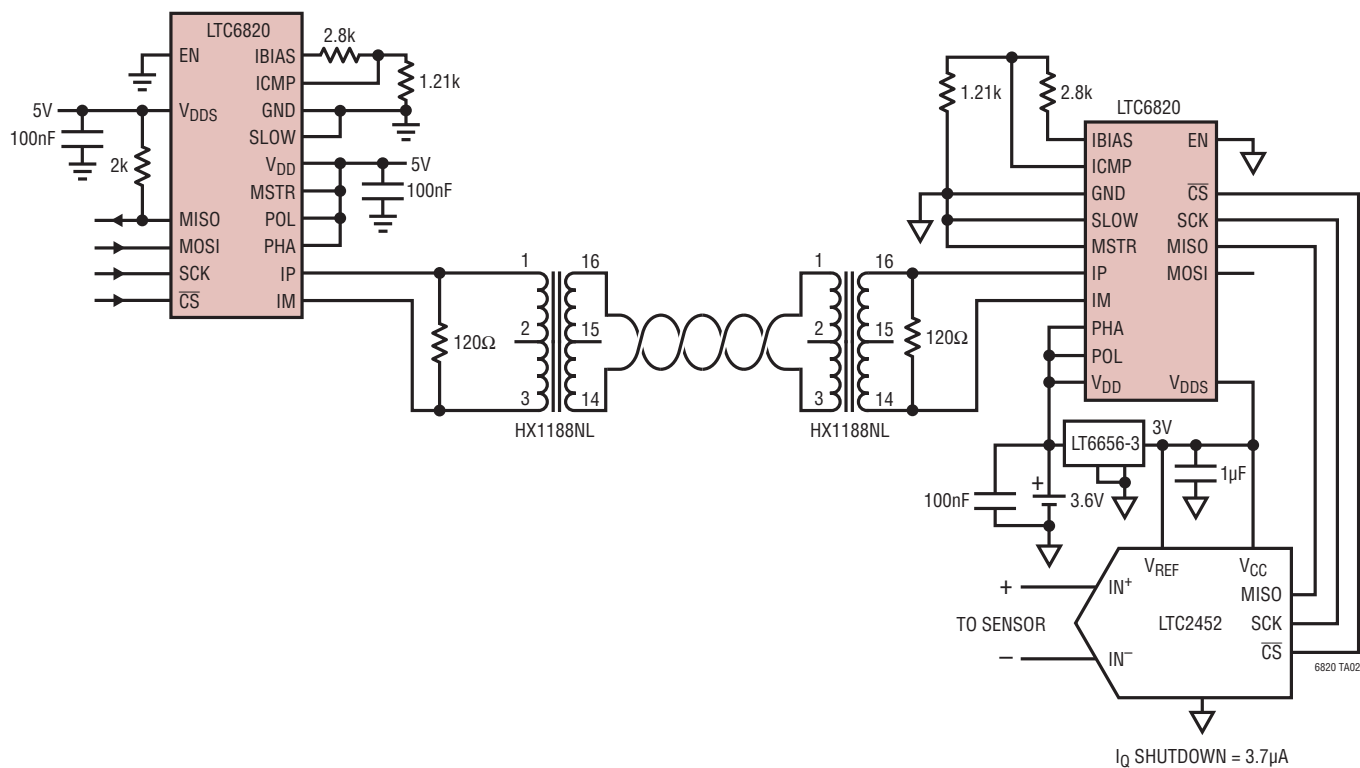 LTC6820
EN
IBIAS
2.8k
ICMP
1.21k
5V
VDDS
GND
SLOW
100nF
2k
VDD
5V
MSTR
100nF
MISO
POL
MOSI
PHA
SCK
IP
CS
IM
120Ω
1
16
2
15
3
14
HX1188NL
1
16
2
15
3
14
HX1188NL
120Ω
1.21k
2.8k
LTC6820
IBIAS
EN
ICMP
GND
CS
SLOW
SCK
MSTR
MISO
IP
MOSI
IM
PHA
POL
VDD
VDDS
LT6656-3
3V
1µF
100nF
+
3.6V
VREF
VCC
+
IN+
MISO
TO SENSOR
LTC2452
SCK
−
IN−
CS
6820 TA02
IQ SHUTDOWN = 3.7µA